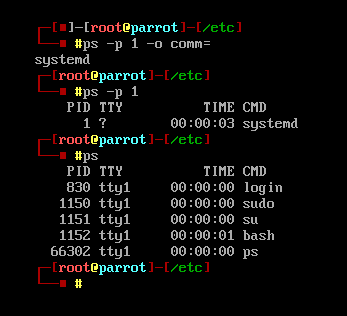 ┌─[■]─[root@parrot]─[/etc]
└──■ #ps -p 1 -o comm=
systemd
┌─[root@parrot]─[/etc]
└──■ #ps -p 1
    PID TTY          TIME CMD
      1 ?        00:00:03 systemd
┌─[root@parrot]─[/etc]
└──■ #ps
    PID TTY          TIME CMD
    830 tty1     00:00:00 login
   1150 tty1     00:00:00 sudo
   1151 tty1     00:00:00 su
   1152 tty1     00:00:01 bash
  66302 tty1     00:00:00 ps
┌─[root@parrot]─[/etc]
└──■ #